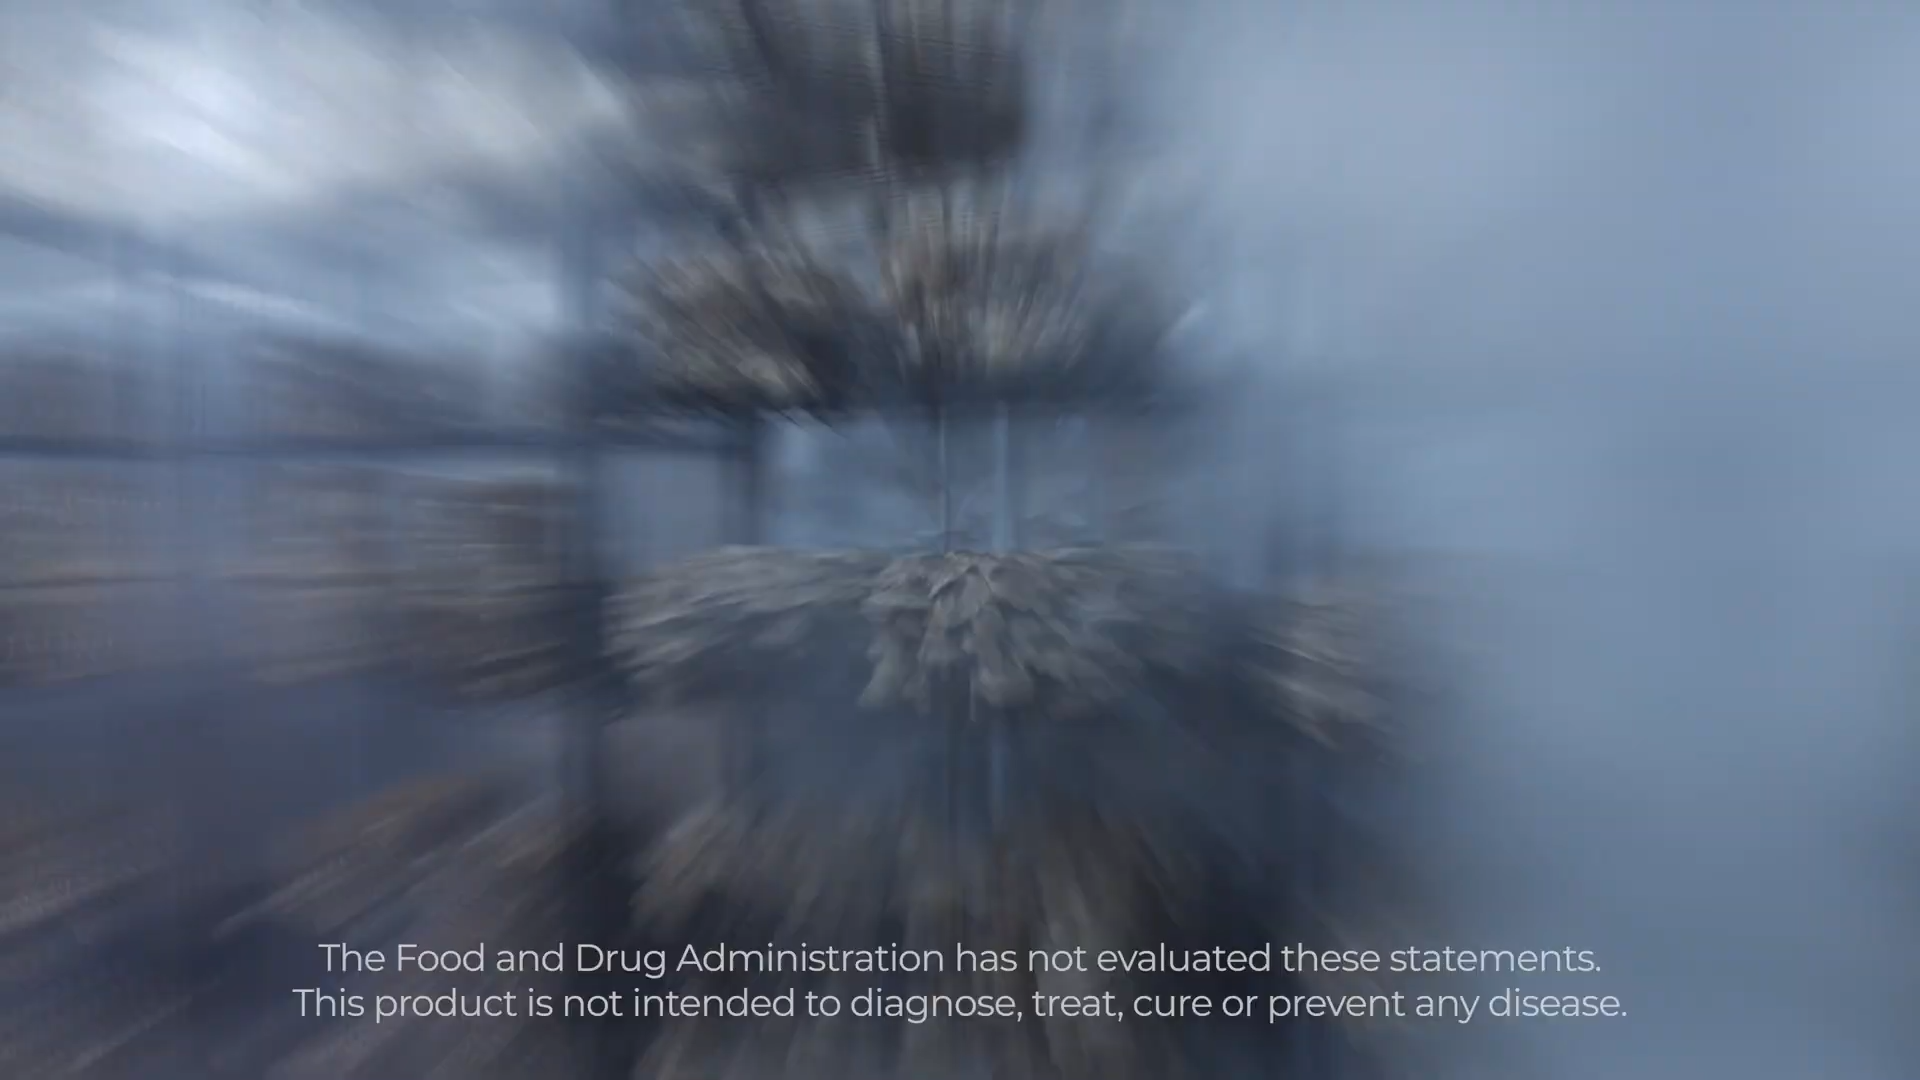 The Food and Drug Administration has not evaluated these statements.
This product is not intended to diagnose, treat, cure or prevent any disease.